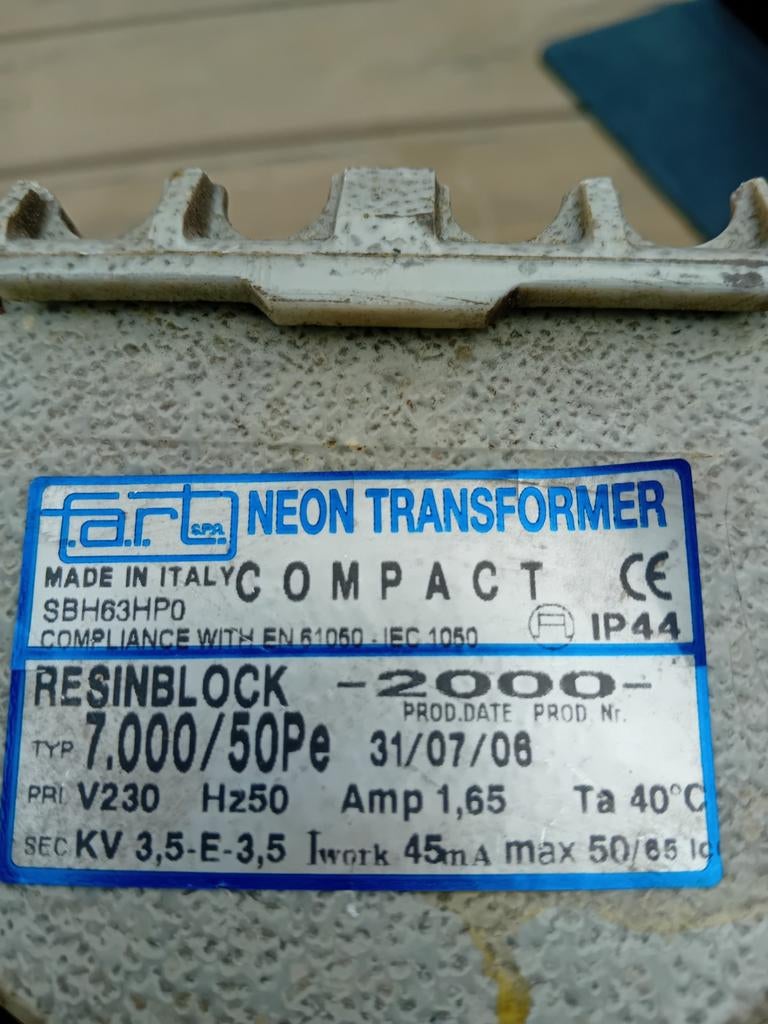 f.a.r.t. S.P.A. NEON TRANSFORMER
MADE IN ITALY COMPACT CE
SBH63HP0
COMPLIANCE WITH EN 61050 - IEC 1050 IP44
RESINBLOCK -2000-
PROD.DATE PROD Nr.
TYP 7.000/50Pe 31/07/06
PRI V230 Hz50 Amp 1,65 Ta 40°C
SEC KV 3,5-E-3,5 Iwork 45mA max 50/65